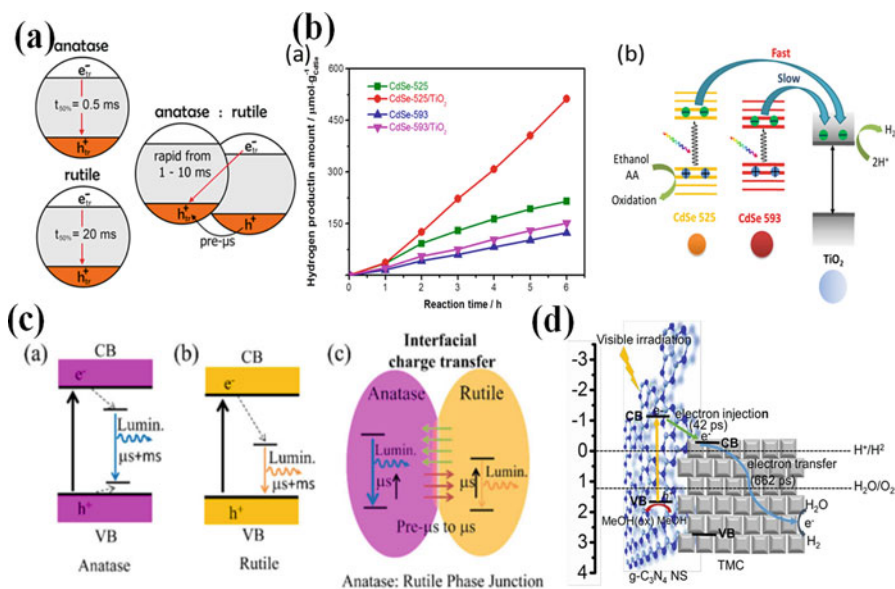 (a)
anatase
e⁻tr
t50%= 0.5 ms
h⁺tr
rutile
e⁻tr
t50%= 20 ms
h⁺tr
anatase : rutile
rapid from
1 - 10 ms
e⁻tr
h⁺tr
h⁺
pre-µs
(b)
(a)
Hydrogen productin amount / µmol·g⁻¹CdSe
600
450
300
150
0
CdSe-525
CdSe-525/TiO₂
CdSe-593
CdSe-593/TiO₂
0 1 2 3 4 5 6
Reaction time / h
(b)
Fast
Slow
Ethanol
AA
Oxidation
H₂
2H⁺
CdSe 525
CdSe 593
TiO₂
(c)
(a)
CB
e⁻
Lumin.
µs+ms
h⁺
VB
Anatase
(b)
CB
e⁻
Lumin.
µs+ms
h⁺
VB
Rutile
(c)
Interfacial
charge transfer
Anatase
Rutile
Lumin.
µs
µs
Lumin.
Pre-µs to µs
Anatase: Rutile Phase Junction
(d)
-3
-2
-1
0
1
2
3
4
Visible irradiation
CB
e⁻
electron injection
(42 ps)
e⁻
CB
H⁺/H²
electron transfer
(662 ps)
H₂O/O₂
VB
MeOH(ox)
MeOH
H₂O
e⁻
H₂
VB
g-C₃N₄ NS
TMC